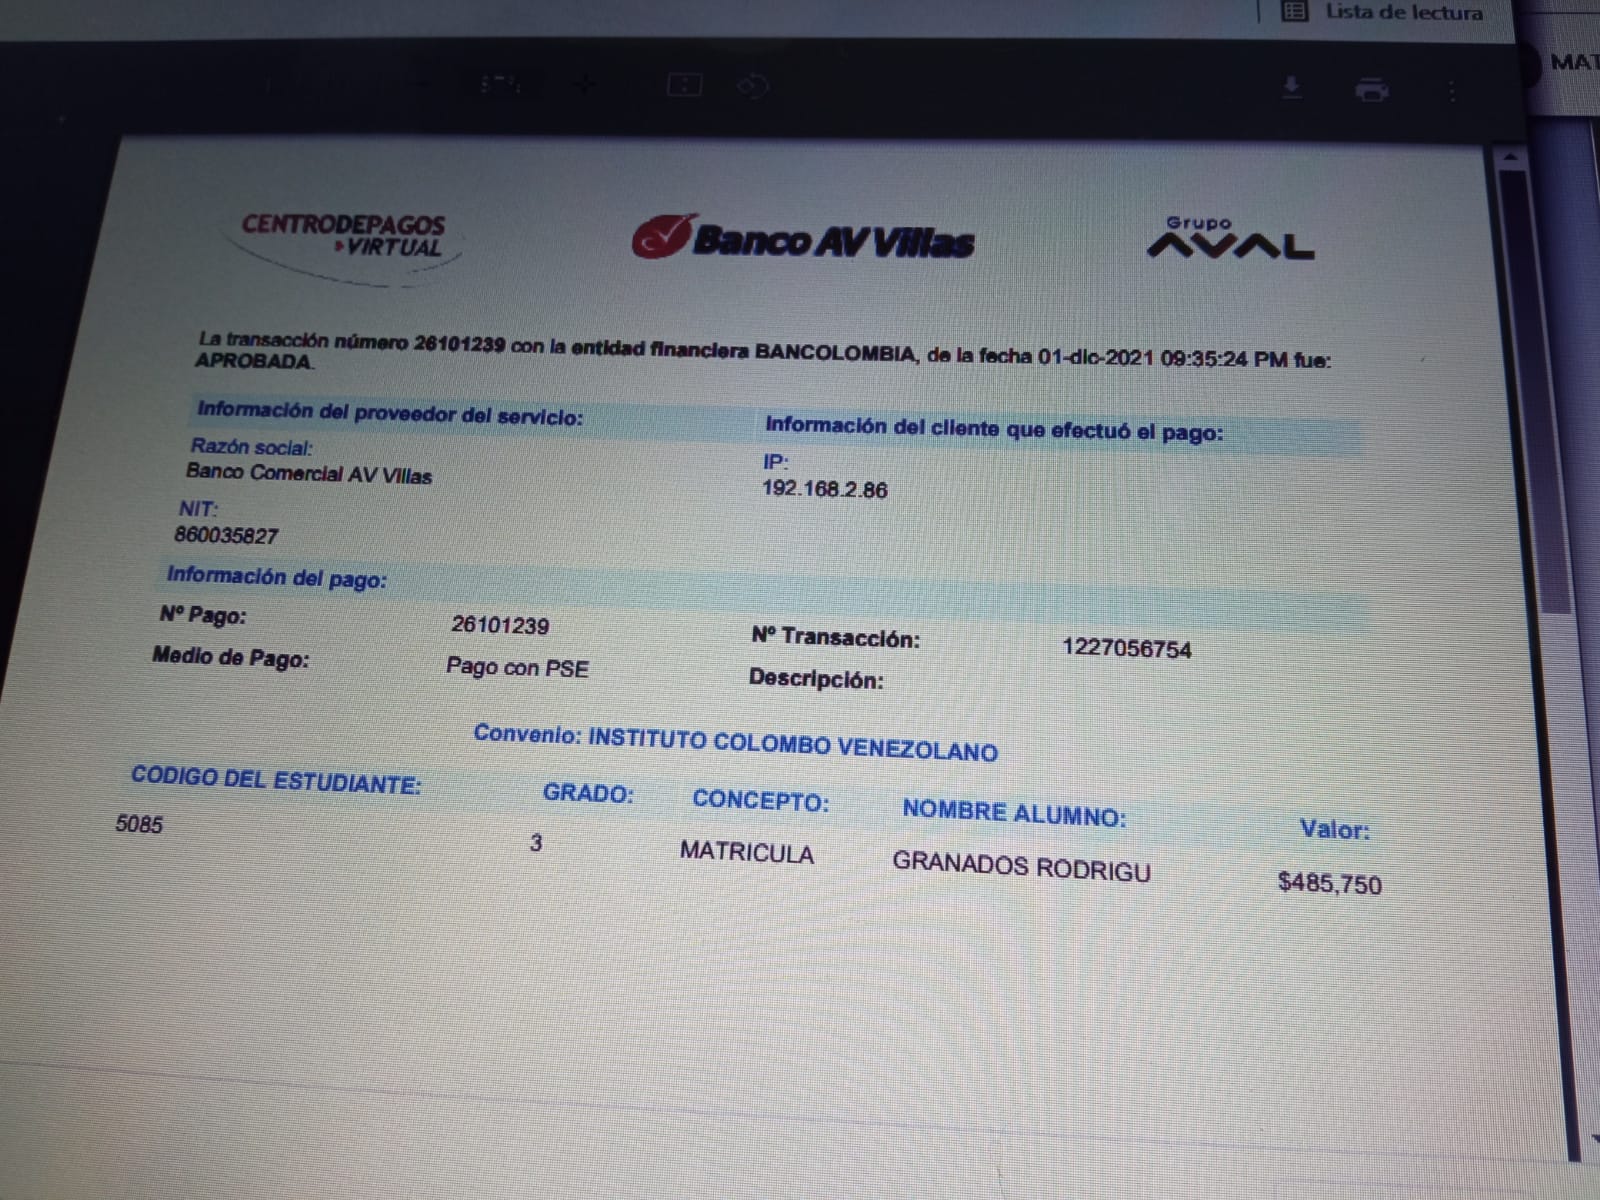 Lista de lectura
MAT
CENTRODEPAGOS
VIRTUAL
Banco AV Villas
Grupo
AVAL
La transacción número 26101239 con la entidad financiera BANCOLOMBIA, de la fecha 01-dic-2021 09:35:24 PM fue:
APROBADA.
Información del proveedor del servicio:
Información del cliente que efectuó el pago:
Razón social:
Banco Comercial AV Villas
IP:
192.168.2.86
NIT:
860035827
Información del pago:
Nº Pago: 26101239 Nº Transacción: 1227056754
Medio de Pago: Pago con PSE Descripción:
Convenio: INSTITUTO COLOMBO VENEZOLANO
CODIGO DEL ESTUDIANTE: GRADO: CONCEPTO: NOMBRE ALUMNO: Valor:
5085 3 MATRICULA GRANADOS RODRIGU $485,750